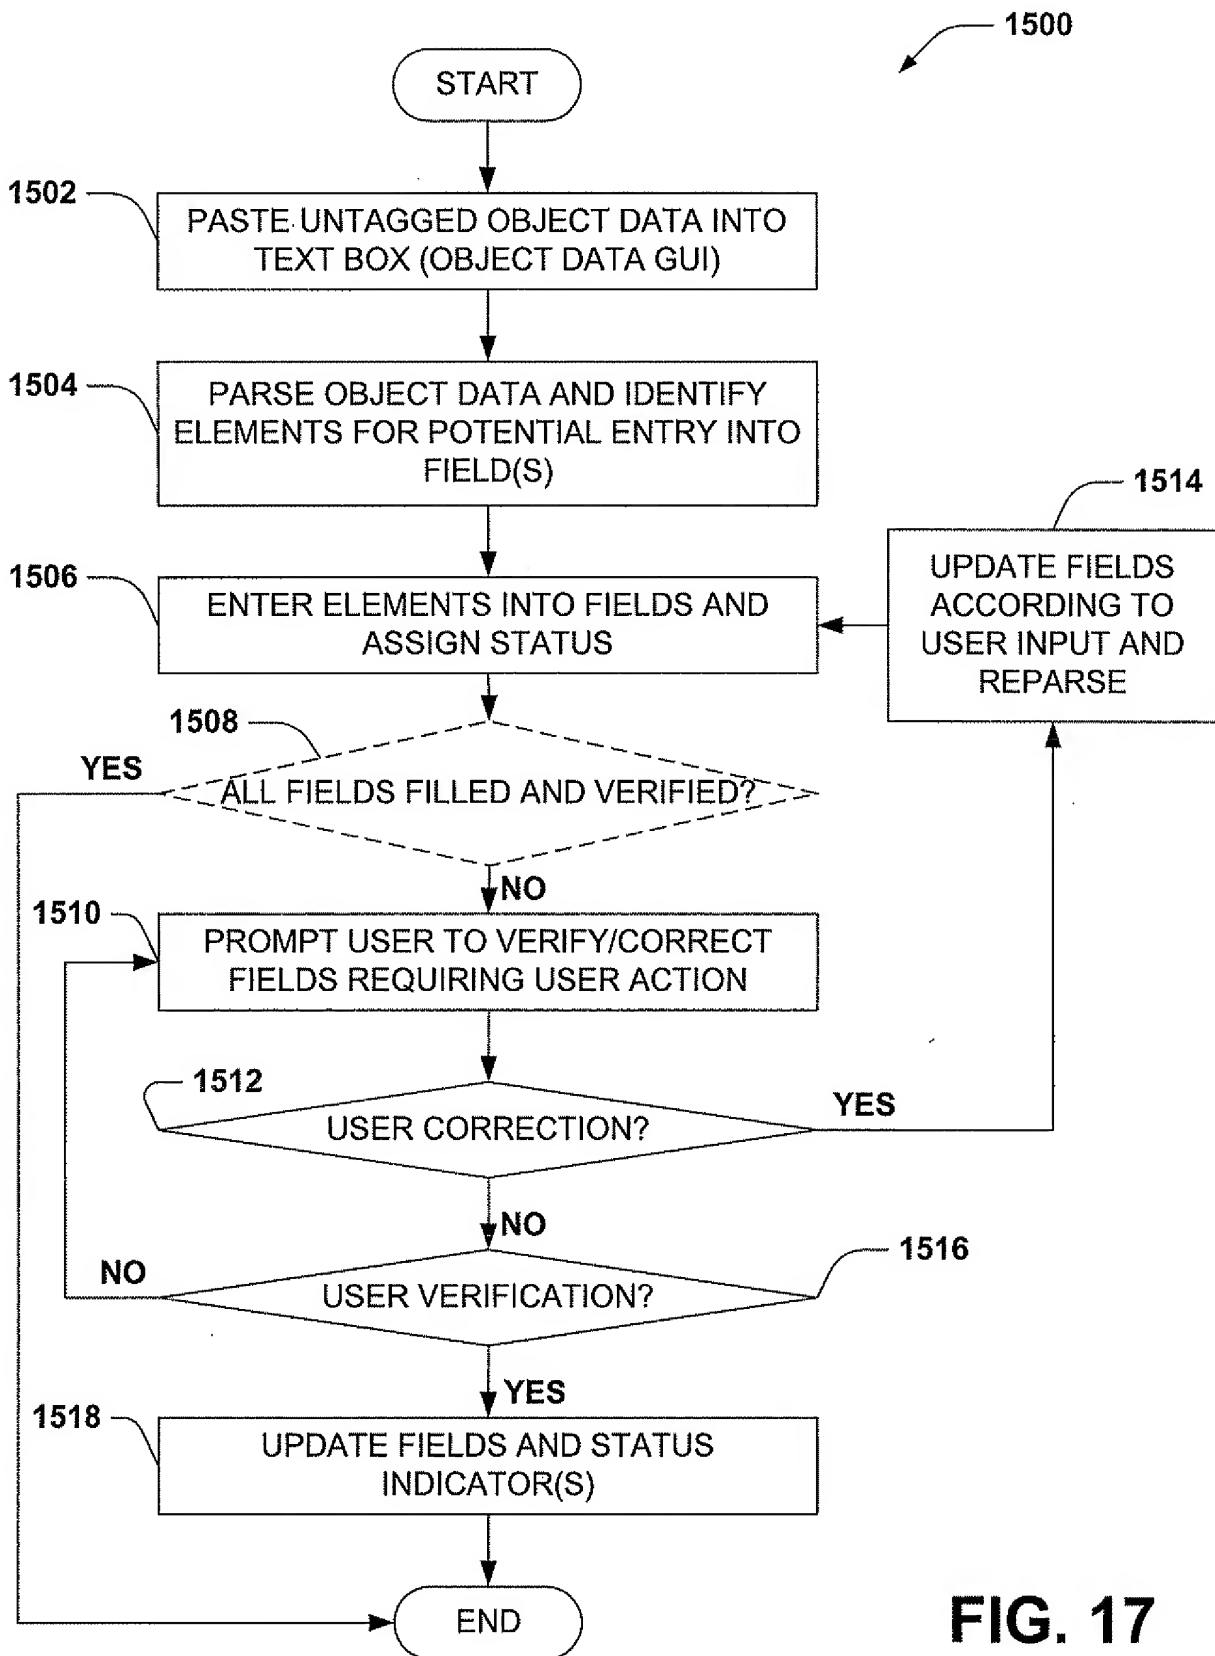 1500
START
1502
PASTE UNTAGGED OBJECT DATA INTO
TEXT BOX (OBJECT DATA GUI)
1504
PARSE OBJECT DATA AND IDENTIFY
ELEMENTS FOR POTENTIAL ENTRY INTO
FIELD(S)
1514
UPDATE FIELDS
ACCORDING TO
USER INPUT AND
REPARSE
1506
ENTER ELEMENTS INTO FIELDS AND
ASSIGN STATUS
1508
YES
ALL FIELDS FILLED AND VERIFIED?
NO
1510
PROMPT USER TO VERIFY/CORRECT
FIELDS REQUIRING USER ACTION
1512
YES
USER CORRECTION?
NO
1516
NO
USER VERIFICATION?
YES
1518
UPDATE FIELDS AND STATUS
INDICATOR(S)
END
FIG. 17